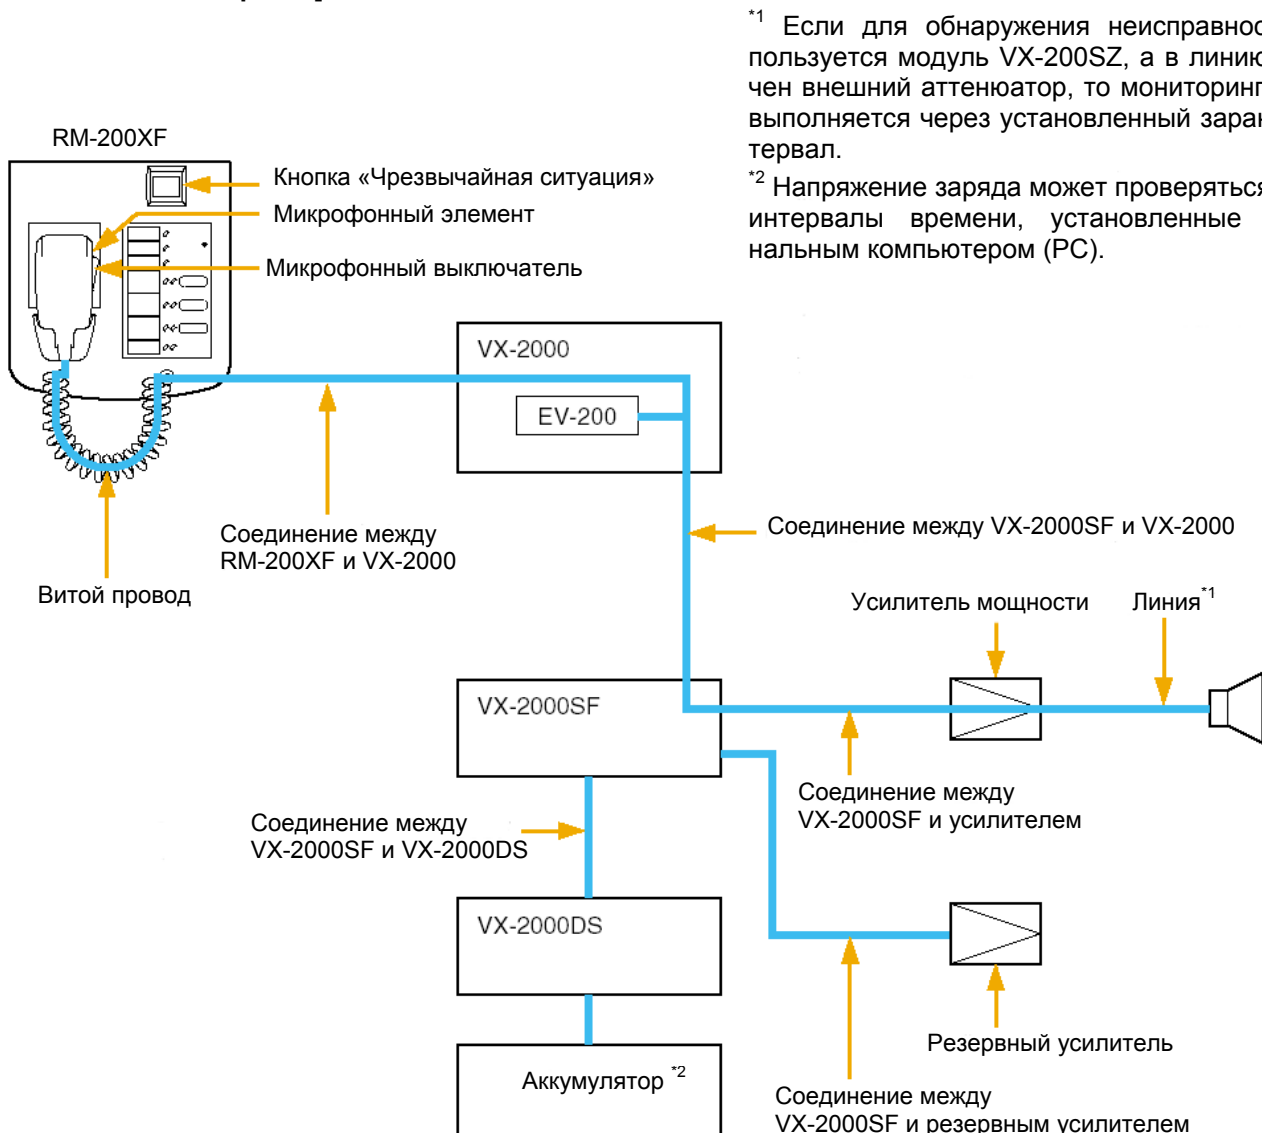 *1 Если для обнаружения неисправнос
пользуется модуль VX-200SZ, а в линию
чен внешний аттенюатор, то мониторинг
выполняется через установленный заран
тервал.
*2 Напряжение заряда может проверяться
интервалы времени, установленные
нальным компьютером (PC).
RM-200XF
Кнопка «Чрезвычайная ситуация»
Микрофонный элемент
Микрофонный выключатель
VX-2000
EV-200
Соединение между
RM-200XF и VX-2000
Соединение между VX-2000SF и VX-2000
Витой провод
Усилитель мощности
Линия*1
VX-2000SF
Соединение между
VX-2000SF и усилителем
Соединение между
VX-2000SF и VX-2000DS
VX-2000DS
Резервный усилитель
Аккумулятор *2
Соединение между
VX-2000SF и резервным усилителем